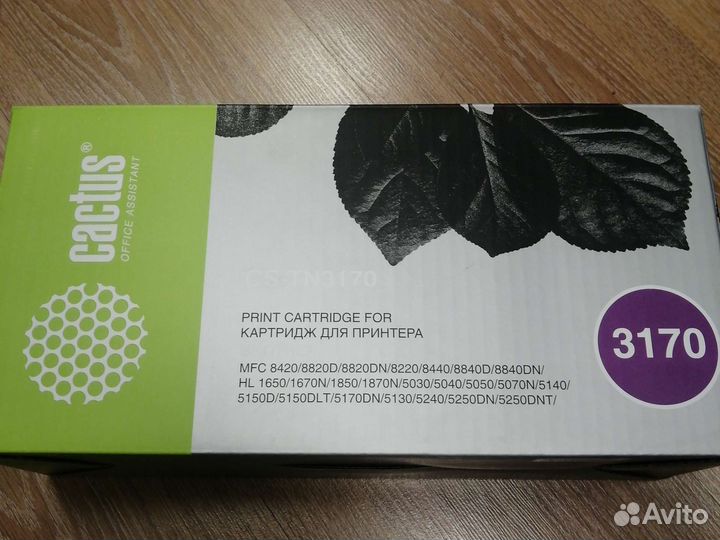 cactus®
OFFICE ASSISTANT
CS-TN3170
PRINT CARTRIDGE FOR
КАРТРИДЖ ДЛЯ ПРИНТЕРА
MFC 8420/8820D/8820DN/8220/8440/8840D/8840DN/
HL 1650/1670N/1850/1870N/5030/5040/5050/5070N/5140/
5150D/5150DLT/5170DN/5130/5240/5250DN/5250DNT/
3170
Avito